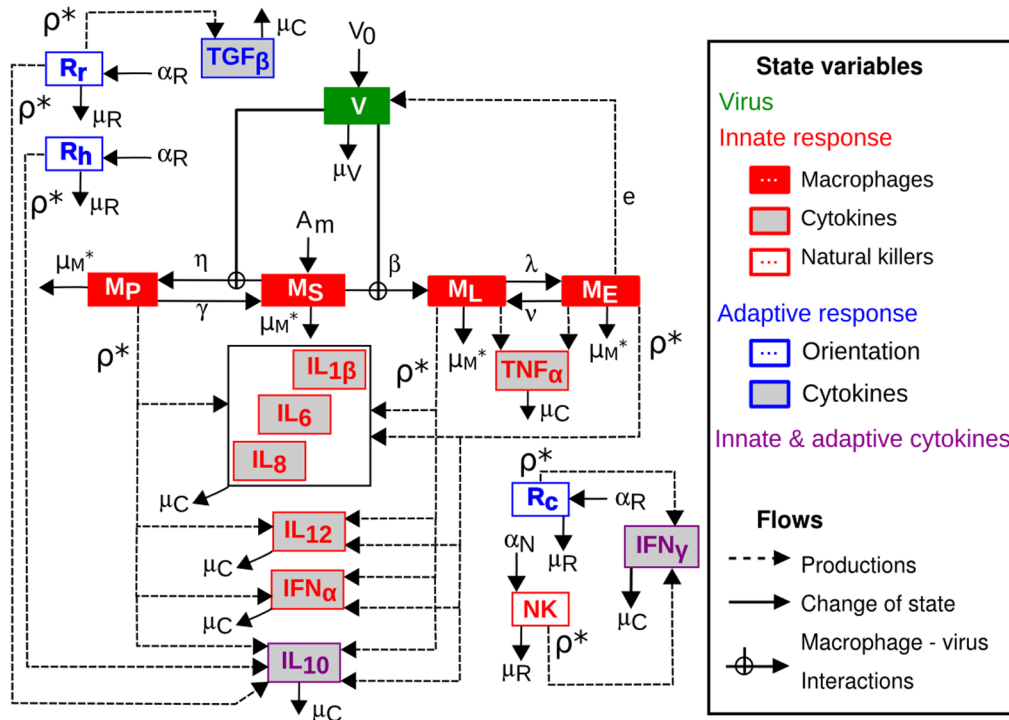 ρ*
TGFβ
μC
V0
Rr
αR
ρ*
μR
V
μV
Rh
αR
ρ*
μR
e
Am
μM*
MP
η
γ
MS
μM*
β
ML
λ
ν
ME
μM*
μM*
ρ*
ρ*
ρ*
IL1β
IL6
IL8
μC
TNFα
μC
IL12
μC
IFNα
μC
IL10
μC
ρ*
Rc
αR
μR
αN
NK
μR
ρ*
IFNγ
μC
State variables
Virus
Innate response
... Macrophages
Cytokines
... Natural killers
Adaptive response
... Orientation
Cytokines
Innate & adaptive cytokines
Flows
Productions
Change of state
Macrophage - virus
Interactions